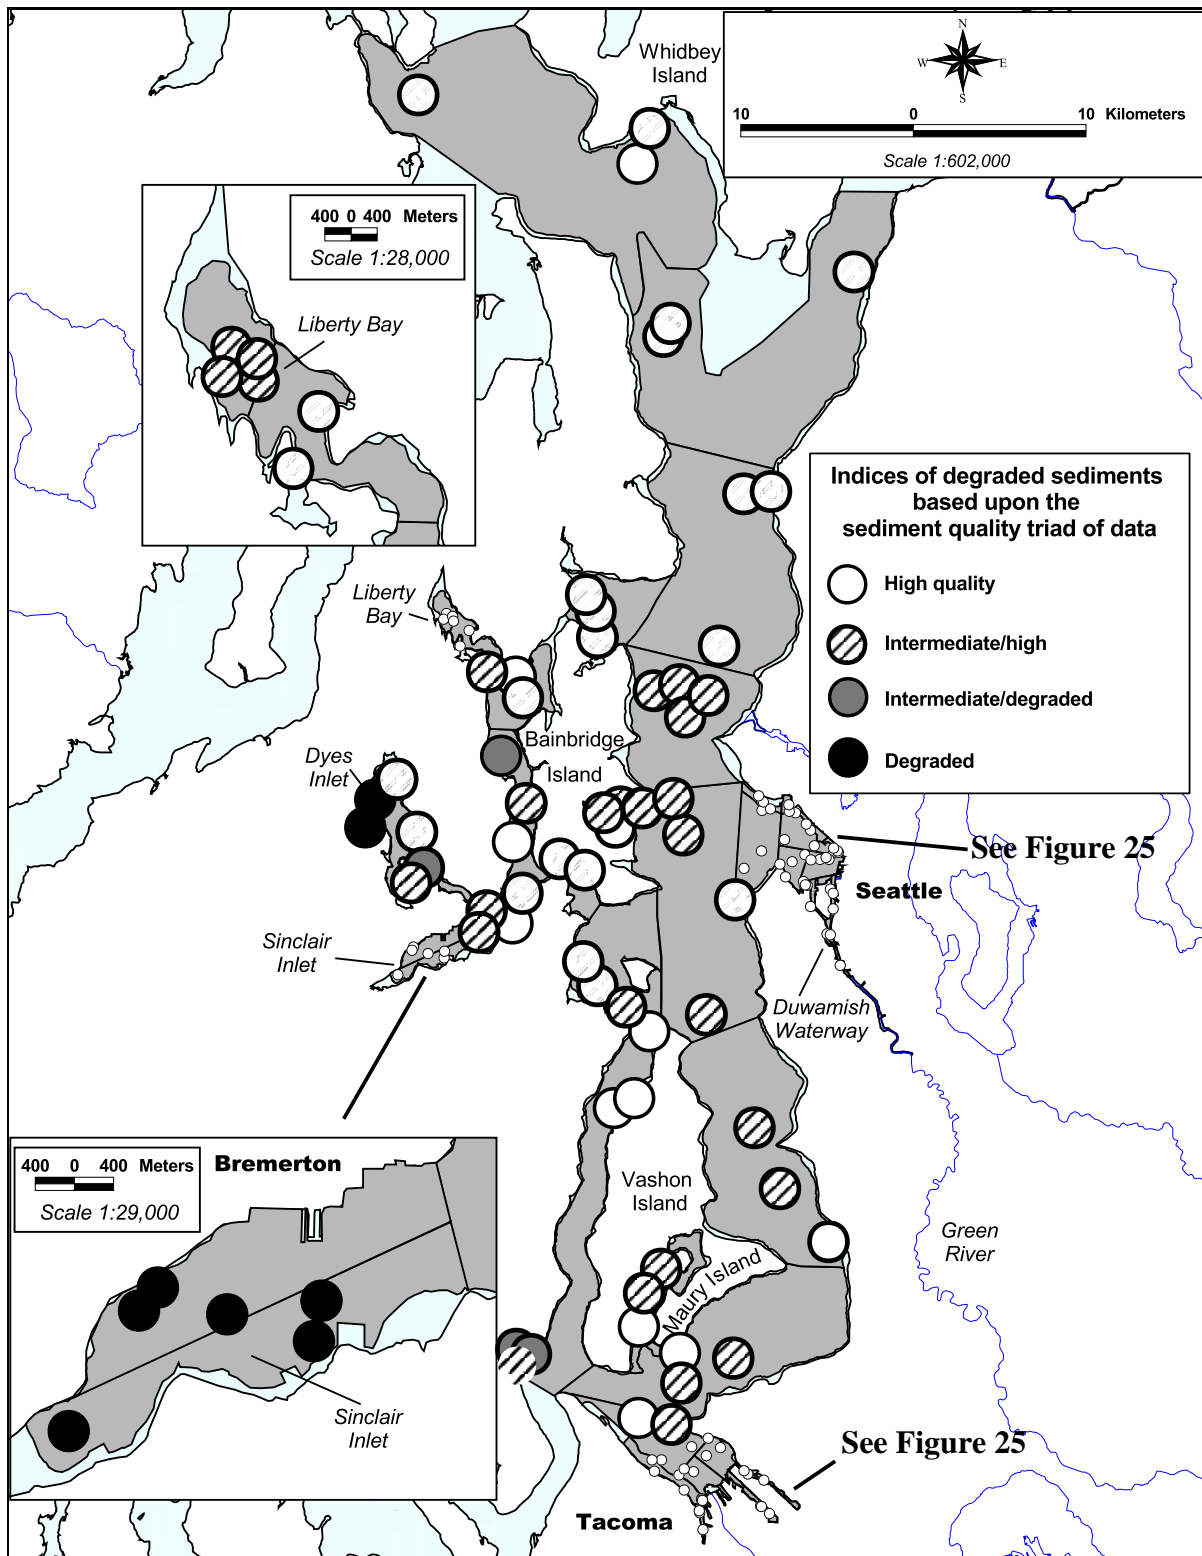 Whidbey
Island
N
W
E
S
10
0
10
Kilometers
Scale 1:602,000
400 0 400 Meters
Scale 1:28,000
Liberty Bay
Indices of degraded sediments
based upon the
sediment quality triad of data
High quality
Intermediate/high
Intermediate/degraded
Degraded
Liberty
Bay
Bainbridge
Island
Dyes
Inlet
See Figure 25
Seattle
Sinclair
Inlet
Duwamish
Waterway
400 0 400 Meters
Scale 1:29,000
Bremerton
Vashon
Island
Green
River
Maury Island
Sinclair
Inlet
See Figure 25
Tacoma